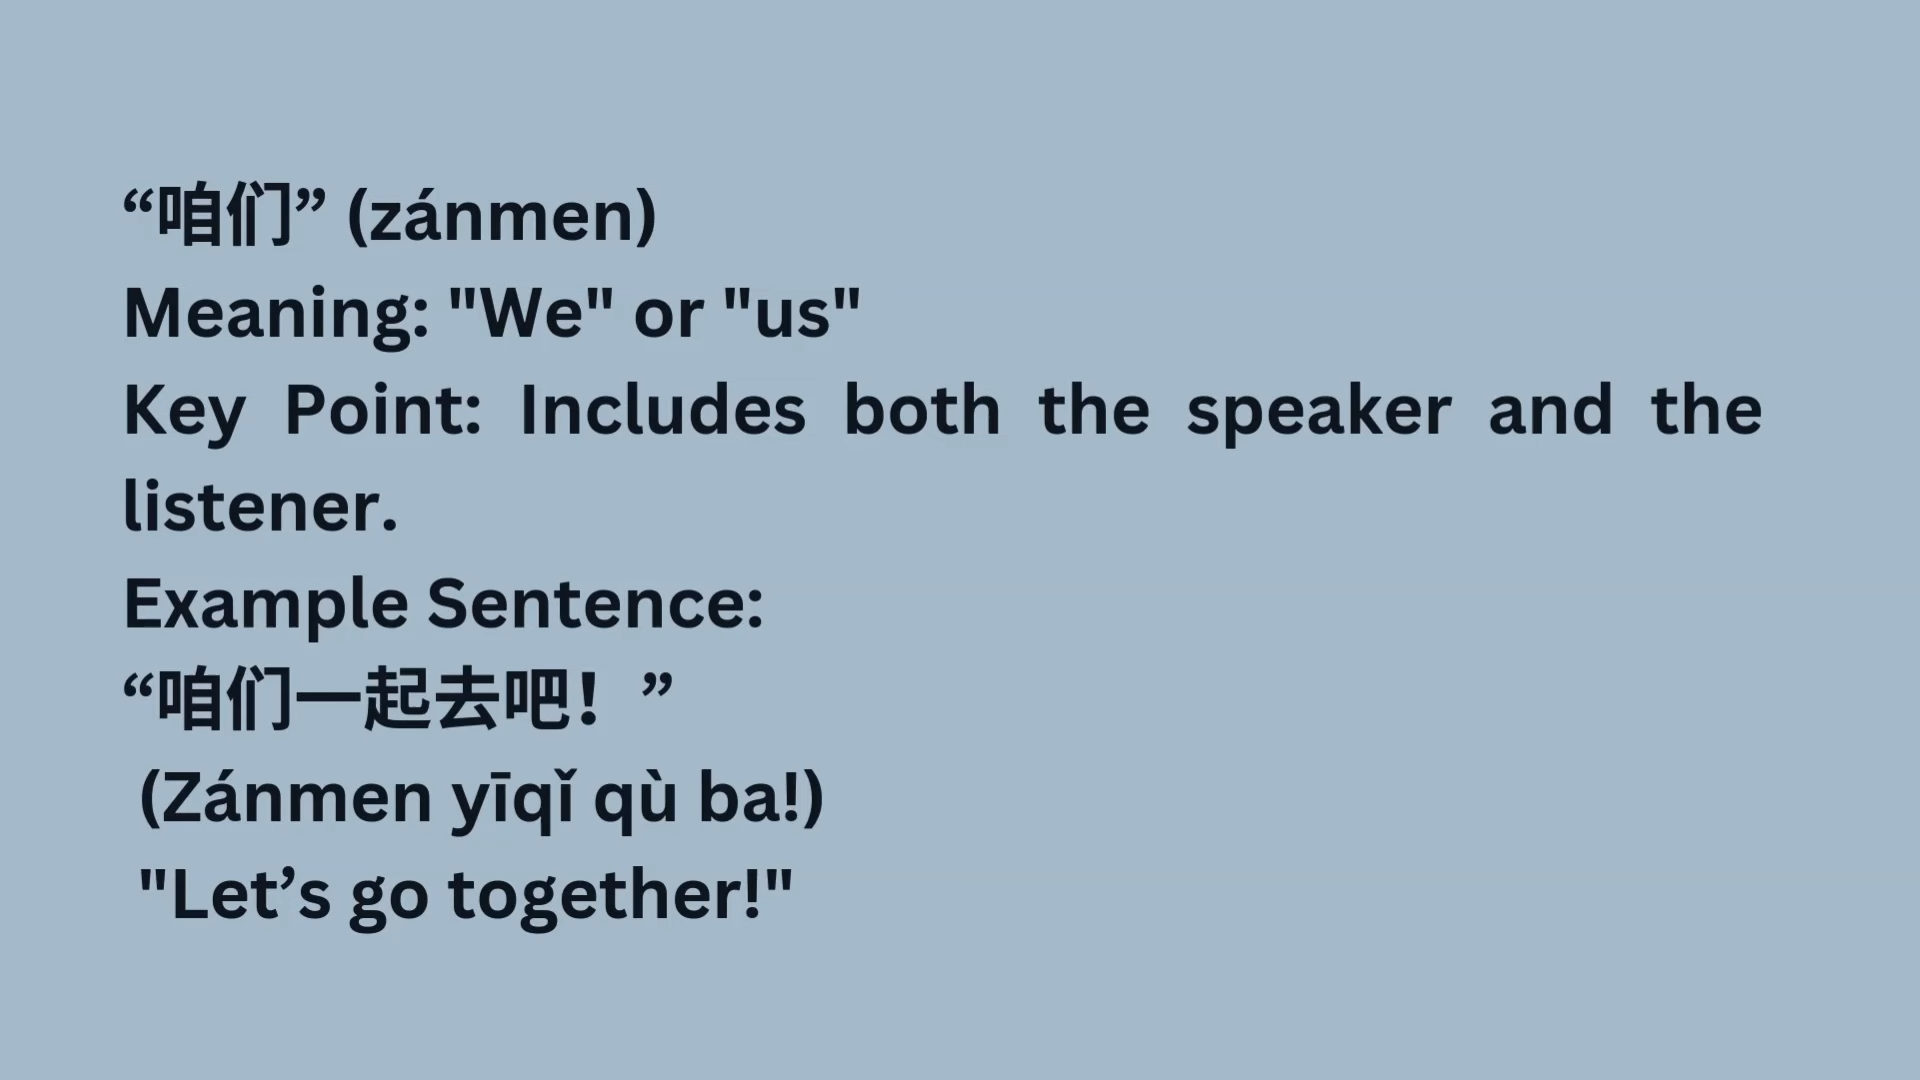 “咱们” (zánmen)
Meaning: "We" or "us"
Key Point: Includes both the speaker and the
listener.
Example Sentence:
“咱们一起去吧！”
(Zánmen yīqǐ qù ba!)
"Let’s go together!"